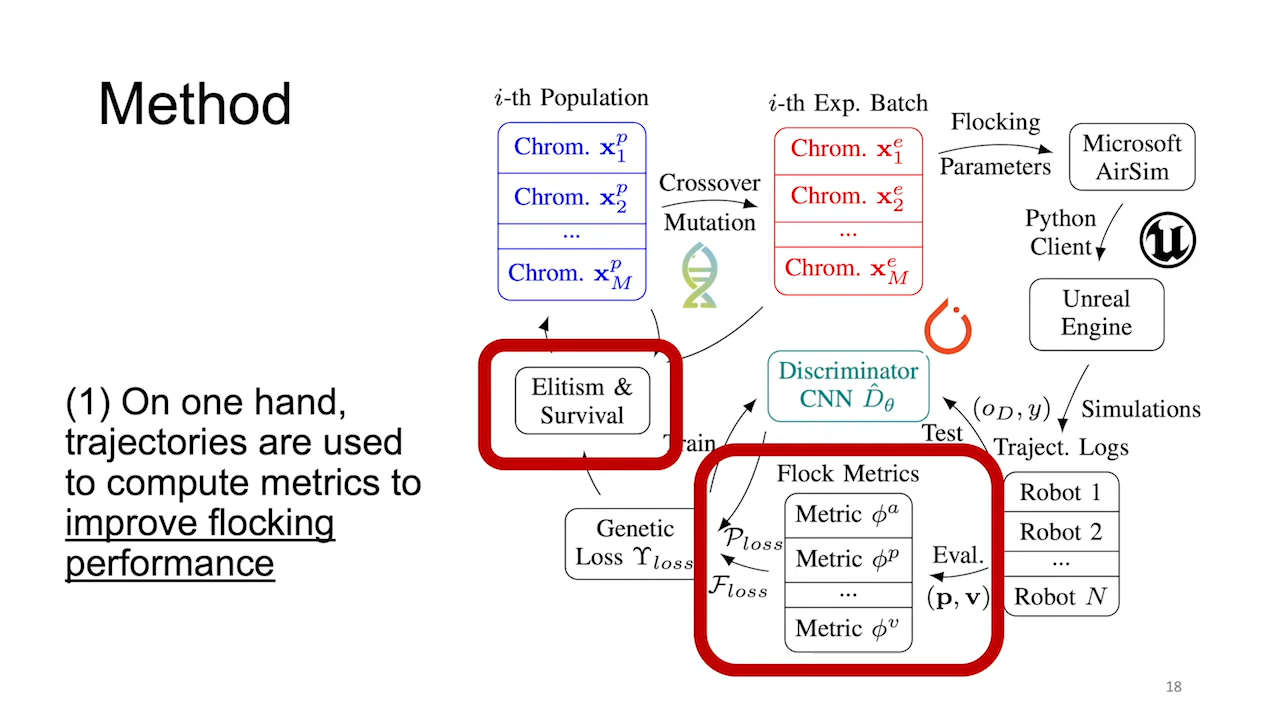 Method
(1) On one hand,
trajectories are used
to compute metrics to
improve flocking
performance
i-th Population
Chrom. x₁ᵖ
Chrom. x₂ᵖ
...
Chrom. x_Mᵖ
Crossover
Mutation
i-th Exp. Batch
Chrom. x₁ᵉ
Chrom. x₂ᵉ
...
Chrom. x_Mᵉ
Flocking
Parameters
Microsoft
AirSim
Python
Client
Unreal
Engine
(o_D, y)
Simulations
Traject. Logs
Robot 1
Robot 2
...
Robot N
Eval.
(p, v)
Discriminator
CNN D̂_θ
Train
Test
Flock Metrics
Metric ϕᵃ
Metric ϕᵖ
...
Metric ϕᵛ
𝒫_loss
ℱ_loss
Genetic
Loss ϒ_loss
Elitism &
Survival
18